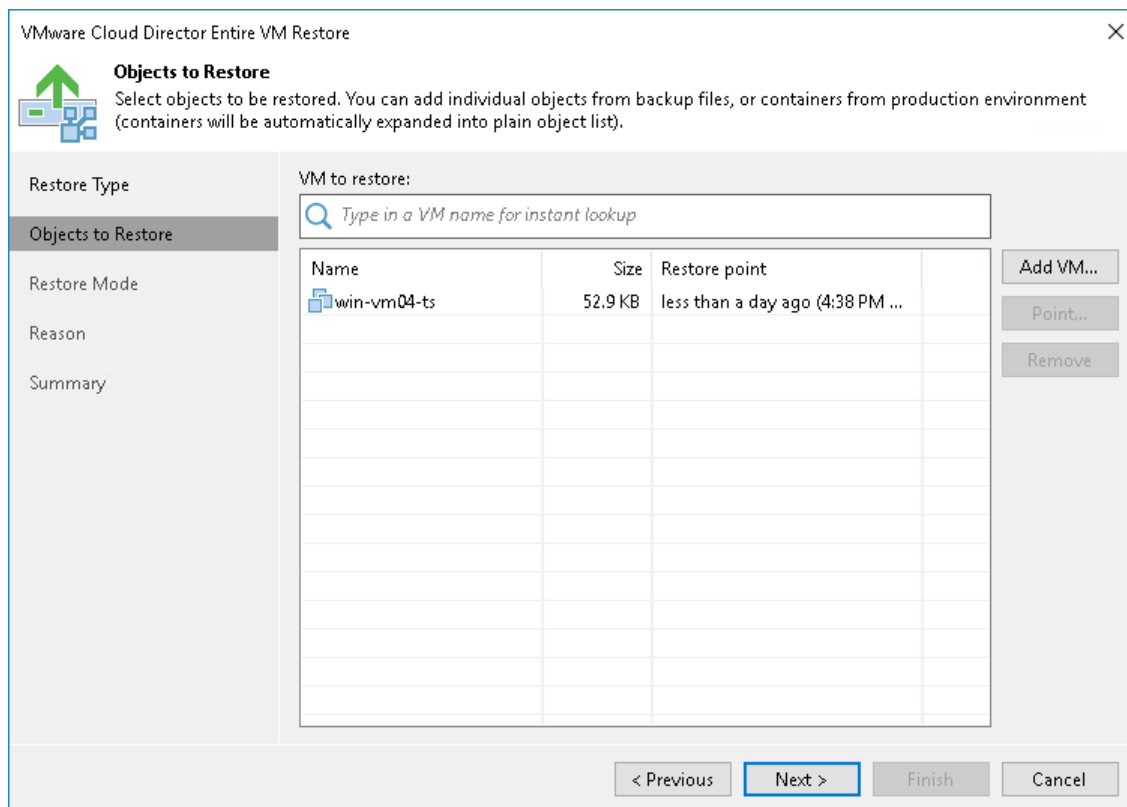 VMware Cloud Director Entire VM Restore
Objects to Restore
Select objects to be restored. You can add individual objects from backup files, or containers from production environment
(containers will be automatically expanded into plain object list).
Restore Type
Objects to Restore
Restore Mode
Reason
Summary
VM to restore:
Type in a VM name for instant lookup
Name Size Restore point
win-vm04-ts 52.9 KB less than a day ago (4:38 PM ...
Add VM...
Point...
Remove
< Previous Next > Finish Cancel